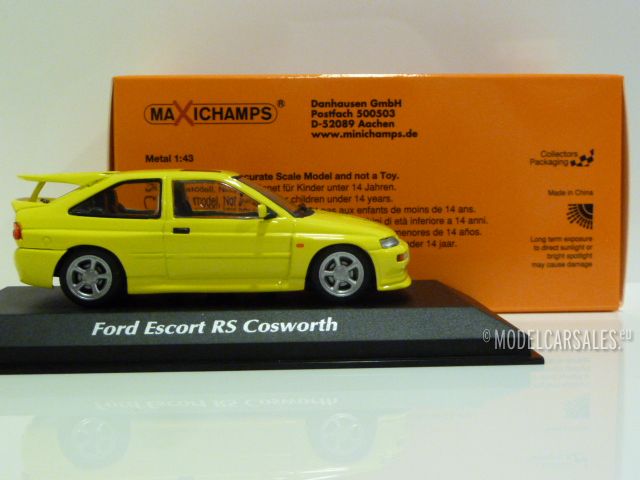 MAXICHAMPS®
Danhausen GmbH
Postfach 500503
D-52089 Aachen
www.minichamps.de
Metal 1:43
Collectors
Packaging
curate Scale Model and not a Toy.
net für Kinder unter 14 Jahren.
children under 14 years.
aux enfants de moins de 14 ans.
di età inferiore a 14 anni.
menores de 14 años.
under 14 jaar.
Made in China
Long term exposure
to direct sunlight or
bright spotlight
may cause damage
Ford Escort RS Cosworth
© MODELCARSALES.eu